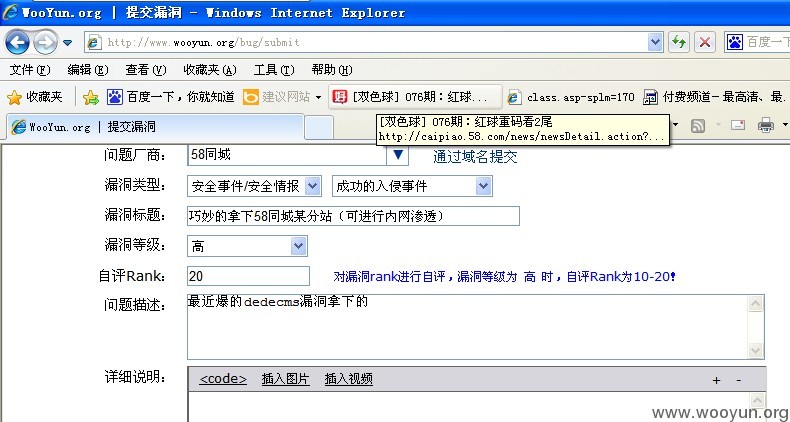 WooYun.org | 提交漏洞 - Windows Internet Explorer
http://www.wooyun.org/bug/submit
百度一下
文件(F) 编辑(E) 查看(V) 收藏夹(A) 工具(T) 帮助(H)
收藏夹 百度一下，你就知道 建议网站 [双色球] 076期：红球... class.asp-splm=170 付费频道－最高清、最.
WooYun.org | 提交漏洞
[双色球] 076期：红球重码看2尾
http://caipiao.58.com/news/newsDetail.action?...
问题厂商： 58同城 通过域名提交
漏洞类型： 安全事件/安全情报 成功的入侵事件
漏洞标题： 巧妙的拿下58同城某分站（可进行内网渗透）
漏洞等级： 高
自评Rank： 20 对漏洞rank进行自评，漏洞等级为 高 时，自评Rank为10-20！
问题描述： 最近爆的dedecms漏洞拿下的
详细说明： <code> 插入图片 插入视频 + -
www.wooyun.org